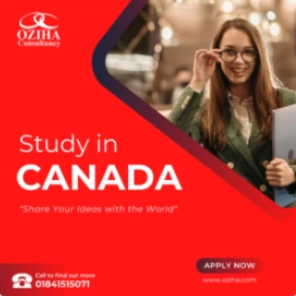 OZIHA
Consultancy
Study in
CANADA
"Share Your Ideas with the World"
Call to find out more
01841515071
APPLY NOW
www.oziha.com